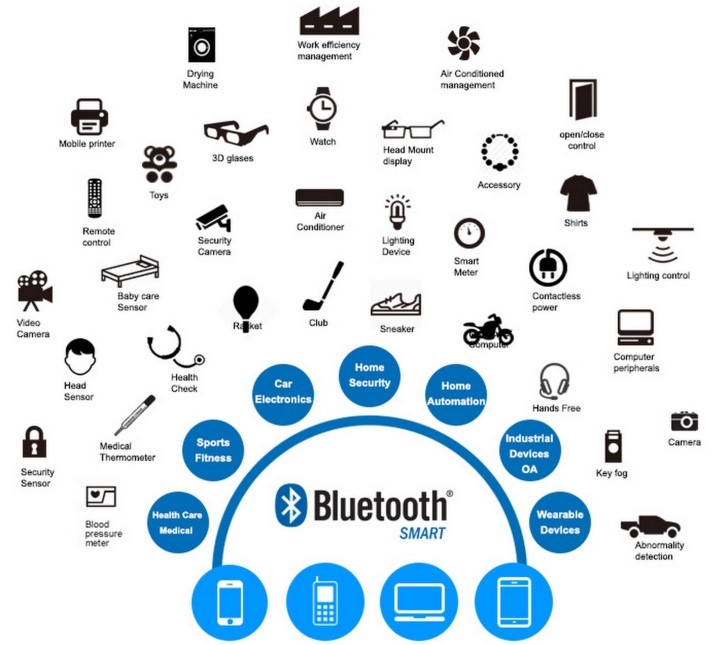 Work efficiency
management
Drying
Machine
Air Conditioned
management
Mobile printer
3D glases
Watch
Head Mount
display
open/close
control
Toys
Accessory
Remote
control
Security
Camera
Air
Conditioner
Lighting
Device
Smart
Meter
Shirts
Lighting control
Baby care
Sensor
Contactless
power
Video
Camera
Racket
Club
Sneaker
Computer
Computer
peripherals
Head
Sensor
Health
Check
Hands Free
Camera
Medical
Thermometer
Key fog
Security
Sensor
Blood
pressure
meter
Abnormality
detection
Home
Security
Car
Electronics
Home
Automation
Sports
Fitness
Industrial
Devices
OA
Health Care
Medical
Wearable
Devices
Bluetooth®
SMART